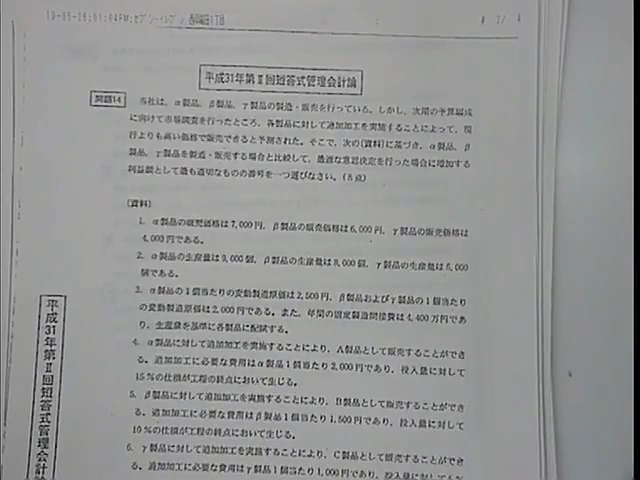 19-05-26;01:04PM;セブン-イレブン
# 2/ 4
平成31年第Ⅱ回短答式管理会計論
問題14
当社は、α製品、β製品、γ製品の製造・販売を行っている。しかし、次期の予算編成
に向けて市場調査を行ったところ、各製品に対して追加加工を実施することによって、現
行よりも高い価格で販売できると予測された。そこで、次の〔資料〕に基づき、α製品、β
製品、γ製品を製造・販売する場合と比較して、最適な意思決定を行った場合に増加する
利益額として最も適切なものの番号を一つ選びなさい。（8点）
〔資料〕
1. α製品の販売価格は7,000円、β製品の販売価格は6,000円、γ製品の販売価格は
4,000円である。
2. α製品の生産量は9,000個、β製品の生産量は8,000個、γ製品の生産量は5,000
個である。
3. α製品の1個当たりの変動製造原価は2,500円、β製品およびγ製品の1個当たり
の変動製造原価は2,000円である。また、年間の固定製造間接費は4,400万円であ
り、生産量を基準に各製品に配賦する。
4. α製品に対して追加加工を実施することにより、A製品として販売することができ
る。追加加工に必要な費用はα製品1個当たり2,000円であり、投入量に対して
15%の仕損が工程の終点において生じる。
5. β製品に対して追加加工を実施することにより、B製品として販売することができ
る。追加加工に必要な費用はβ製品1個当たり1,500円であり、投入量に対して
10%の仕損が工程の終点において生じる。
6. γ製品に対して追加加工を実施することにより、C製品として販売することができ
る。追加加工に必要な費用はγ製品1個当たり1,000円であり、投入量に対して
平成31年第Ⅱ回短答式管理会計